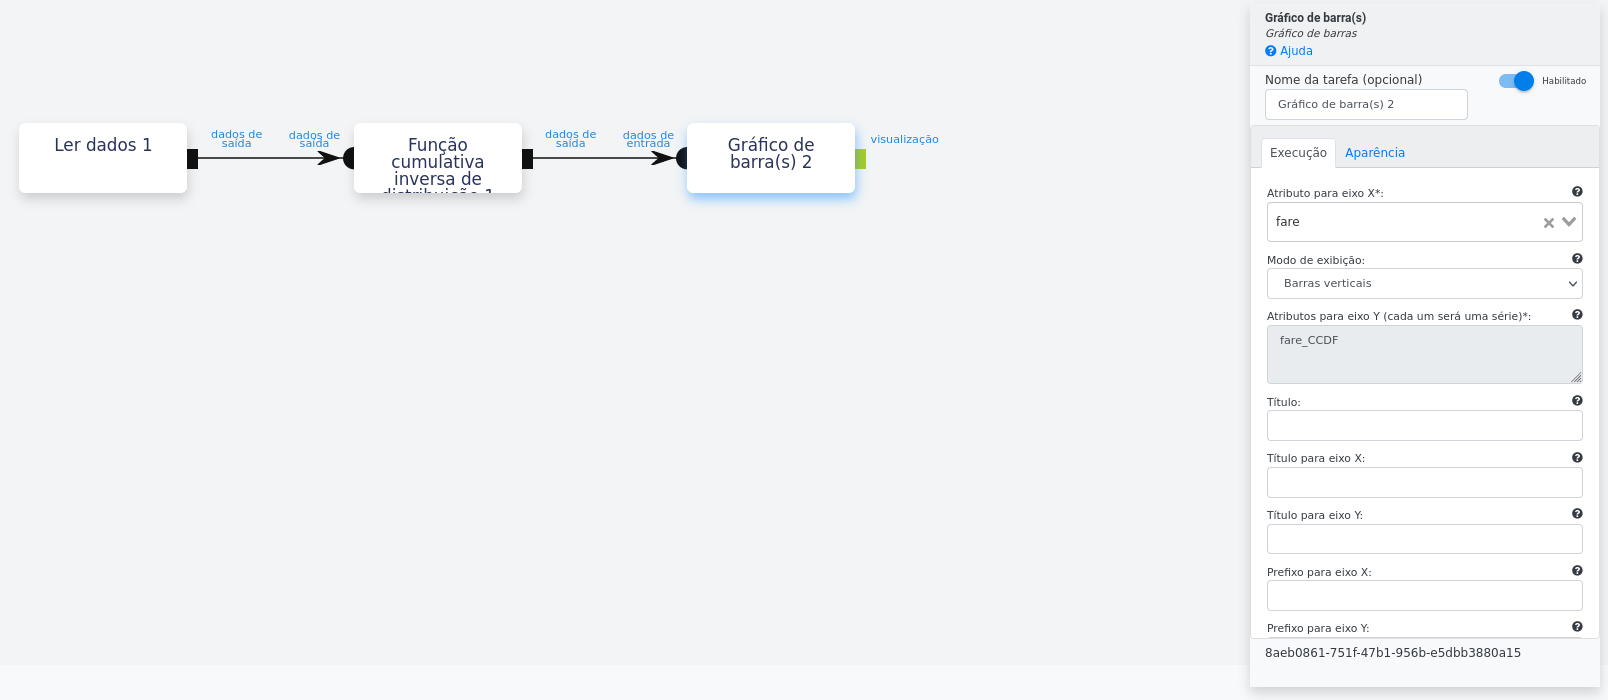 Ler dados 1
dados de
saída
dados de
saída
Função
cumulativa
inversa de
distribuição 1
dados de
saída
dados de
entrada
Gráfico de
barra(s) 2
visualização
Gráfico de barra(s)
Gráfico de barras
Ajuda
Nome da tarefa (opcional)
Habilitado
Gráfico de barra(s) 2
Execução Aparência
Atributo para eixo X*:
fare
Modo de exibição:
Barras verticais
Atributos para eixo Y (cada um será uma série)*:
fare_CCDF
Título:
Título para eixo X:
Título para eixo Y:
Prefixo para eixo X:
Prefixo para eixo Y:
8aeb0861-751f-47b1-956b-e5dbb3880a15